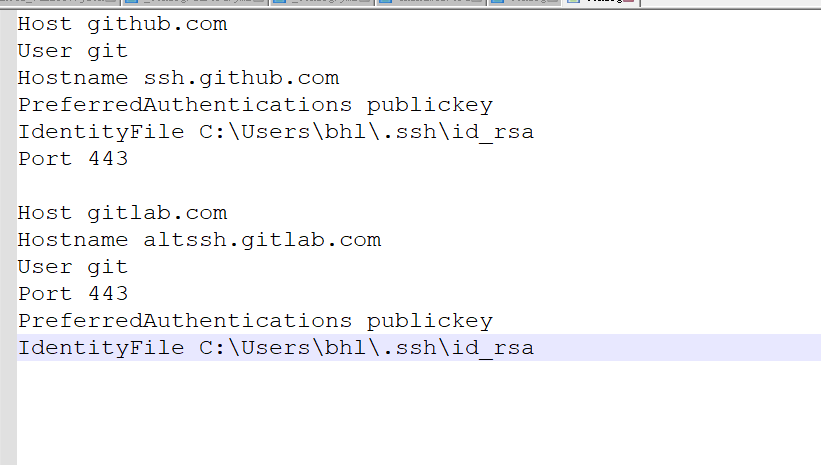 Host github.com
User git
Hostname ssh.github.com
PreferredAuthentications publickey
IdentityFile C:\Users\bhl\.ssh\id_rsa
Port 443

Host gitlab.com
Hostname altssh.gitlab.com
User git
Port 443
PreferredAuthentications publickey
IdentityFile C:\Users\bhl\.ssh\id_rsa